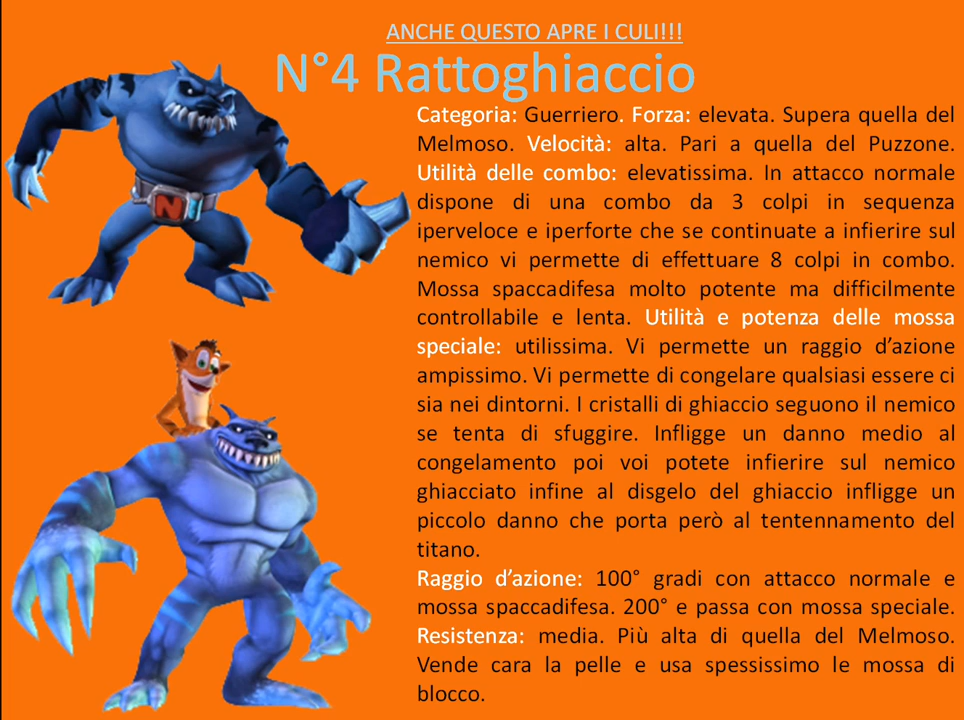 ANCHE QUESTO APRE I CULI!!!
N°4 Rattoghiaccio
Categoria: Guerriero. Forza: elevata. Supera quella del
Melmoso. Velocità: alta. Pari a quella del Puzzone.
Utilità delle combo: elevatissima. In attacco normale
dispone di una combo da 3 colpi in sequenza
iperveloce e iperforte che se continuate a infierire sul
nemico vi permette di effettuare 8 colpi in combo.
Mossa spaccadifesa molto potente ma difficilmente
controllabile e lenta. Utilità e potenza delle mossa
speciale: utilissima. Vi permette un raggio d’azione
ampissimo. Vi permette di congelare qualsiasi essere ci
sia nei dintorni. I cristalli di ghiaccio seguono il nemico
se tenta di sfuggire. Infligge un danno medio al
congelamento poi voi potete infierire sul nemico
ghiacciato infine al disgelo del ghiaccio infligge un
piccolo danno che porta però al tentennamento del
titano.
Raggio d’azione: 100° gradi con attacco normale e
mossa spaccadifesa. 200° e passa con mossa speciale.
Resistenza: media. Più alta di quella del Melmoso.
Vende cara la pelle e usa spessissimo le mossa di
blocco.
N